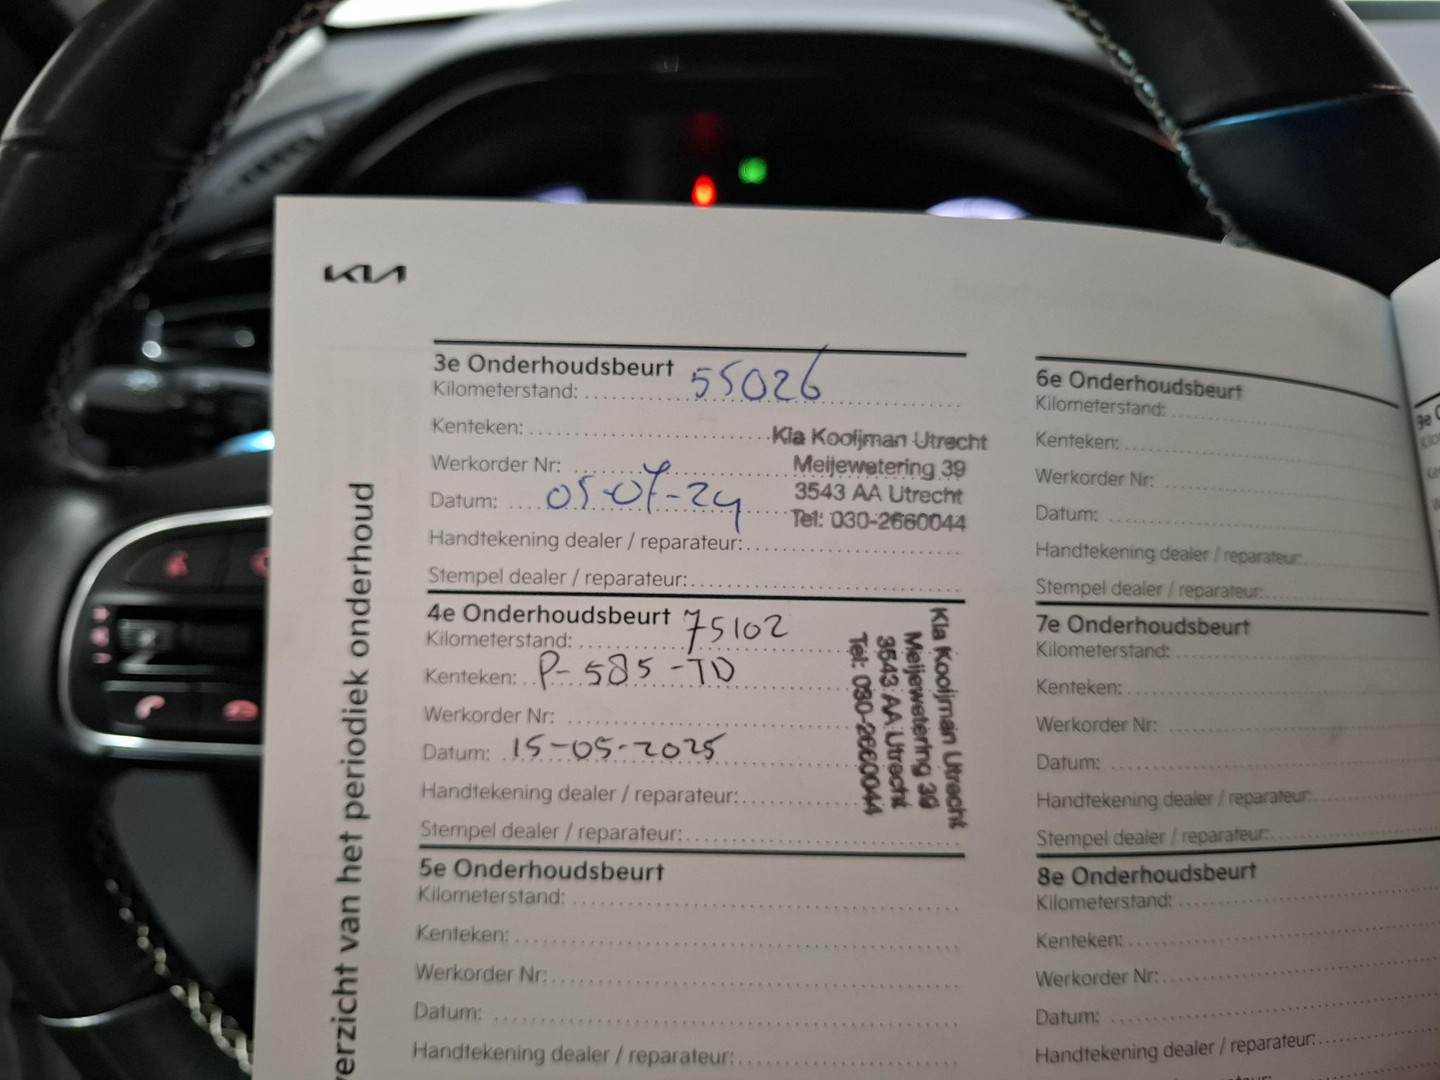 KIA
verzicht van het periodiek onderhoud
3e Onderhoudsbeurt
Kilometerstand: 55026
Kenteken:
Kia Kooijman Utrecht
Meijewetering 39
3543 AA Utrecht
Tel: 030-2660044
Werkorder Nr:
Datum: 05-04-24
Handtekening dealer / reparateur:
Stempel dealer / reparateur:
4e Onderhoudsbeurt
Kilometerstand: 75102
Kenteken: P-585-TD
Werkorder Nr:
Datum: 15-05-2025
Handtekening dealer / reparateur:
Stempel dealer / reparateur:
Kia Kooijman Utrecht
Meijewetering 39
3543 AA Utrecht
Tel: 030-2660044
5e Onderhoudsbeurt
Kilometerstand:
Kenteken:
Werkorder Nr:
Datum:
Handtekening dealer / reparateur:
6e Onderhoudsbeurt
Kilometerstand:
Kenteken:
Werkorder Nr:
Datum:
Handtekening dealer / reparateur:
Stempel dealer / reparateur:
7e Onderhoudsbeurt
Kilometerstand:
Kenteken:
Werkorder Nr:
Datum:
Handtekening dealer / reparateur:
Stempel dealer / reparateur:
8e Onderhoudsbeurt
Kilometerstand:
Kenteken:
Werkorder Nr:
Datum:
Handtekening dealer / reparateur:
9e